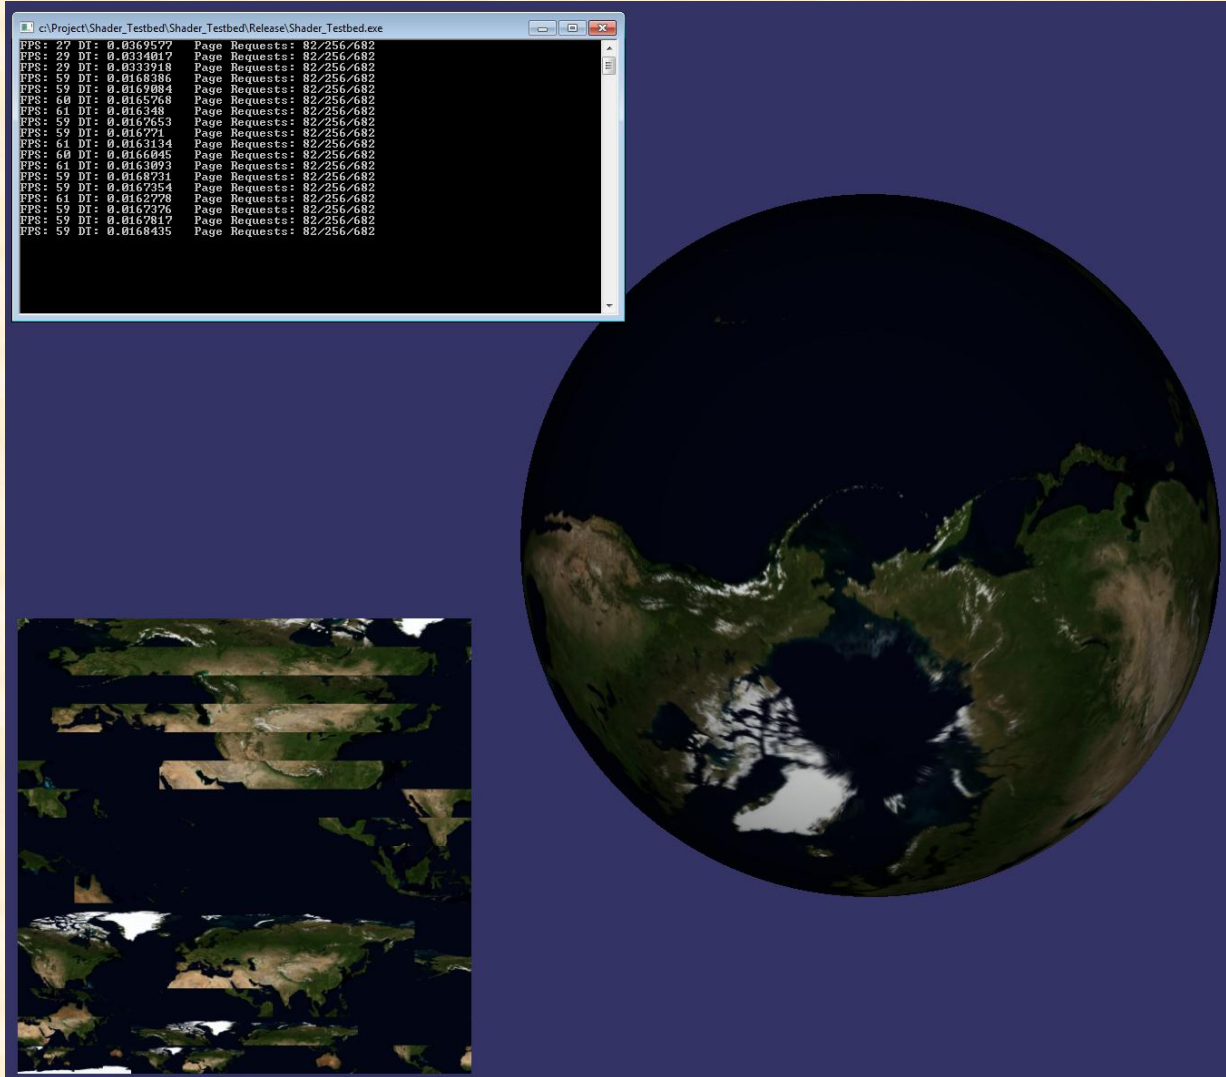 c:\Project\Shader_Testbed\Shader_Testbed\Release\Shader_Testbed.exe
FPS: 27 DT: 0.0369577 Page Requests: 82/256/682
FPS: 29 DT: 0.0334017 Page Requests: 82/256/682
FPS: 29 DT: 0.0333918 Page Requests: 82/256/682
FPS: 59 DT: 0.0168386 Page Requests: 82/256/682
FPS: 59 DT: 0.0169084 Page Requests: 82/256/682
FPS: 60 DT: 0.0165768 Page Requests: 82/256/682
FPS: 61 DT: 0.016348 Page Requests: 82/256/682
FPS: 59 DT: 0.0167653 Page Requests: 82/256/682
FPS: 59 DT: 0.016771 Page Requests: 82/256/682
FPS: 61 DT: 0.0163134 Page Requests: 82/256/682
FPS: 60 DT: 0.0166045 Page Requests: 82/256/682
FPS: 61 DT: 0.0163093 Page Requests: 82/256/682
FPS: 59 DT: 0.0168731 Page Requests: 82/256/682
FPS: 59 DT: 0.0167354 Page Requests: 82/256/682
FPS: 61 DT: 0.0162778 Page Requests: 82/256/682
FPS: 59 DT: 0.0167376 Page Requests: 82/256/682
FPS: 59 DT: 0.0167817 Page Requests: 82/256/682
FPS: 59 DT: 0.0168435 Page Requests: 82/256/682